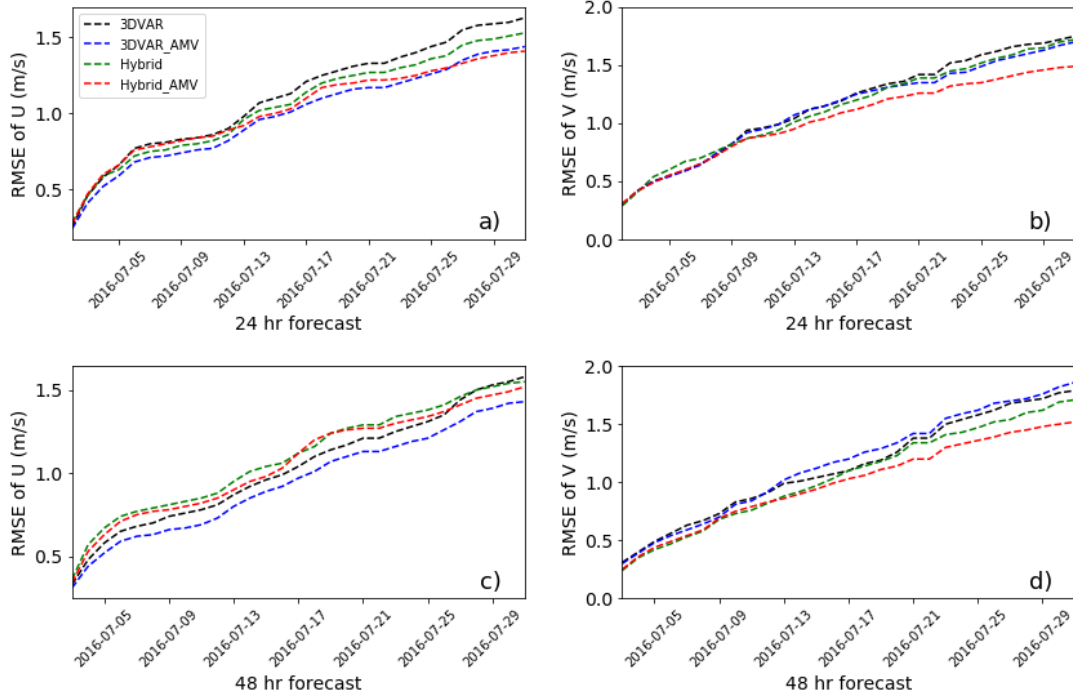 RMSE of U (m/s)
1.5
1.0
0.5
3DVAR
3DVAR_AMV
Hybrid
Hybrid_AMV
a)
2016-07-05
2016-07-09
2016-07-13
2016-07-17
2016-07-21
2016-07-25
2016-07-29
24 hr forecast
RMSE of V (m/s)
2.0
1.5
1.0
0.5
0.0
b)
2016-07-05
2016-07-09
2016-07-13
2016-07-17
2016-07-21
2016-07-25
2016-07-29
24 hr forecast
RMSE of U (m/s)
1.5
1.0
0.5
c)
2016-07-05
2016-07-09
2016-07-13
2016-07-17
2016-07-21
2016-07-25
2016-07-29
48 hr forecast
RMSE of V (m/s)
2.0
1.5
1.0
0.5
0.0
d)
2016-07-05
2016-07-09
2016-07-13
2016-07-17
2016-07-21
2016-07-25
2016-07-29
48 hr forecast